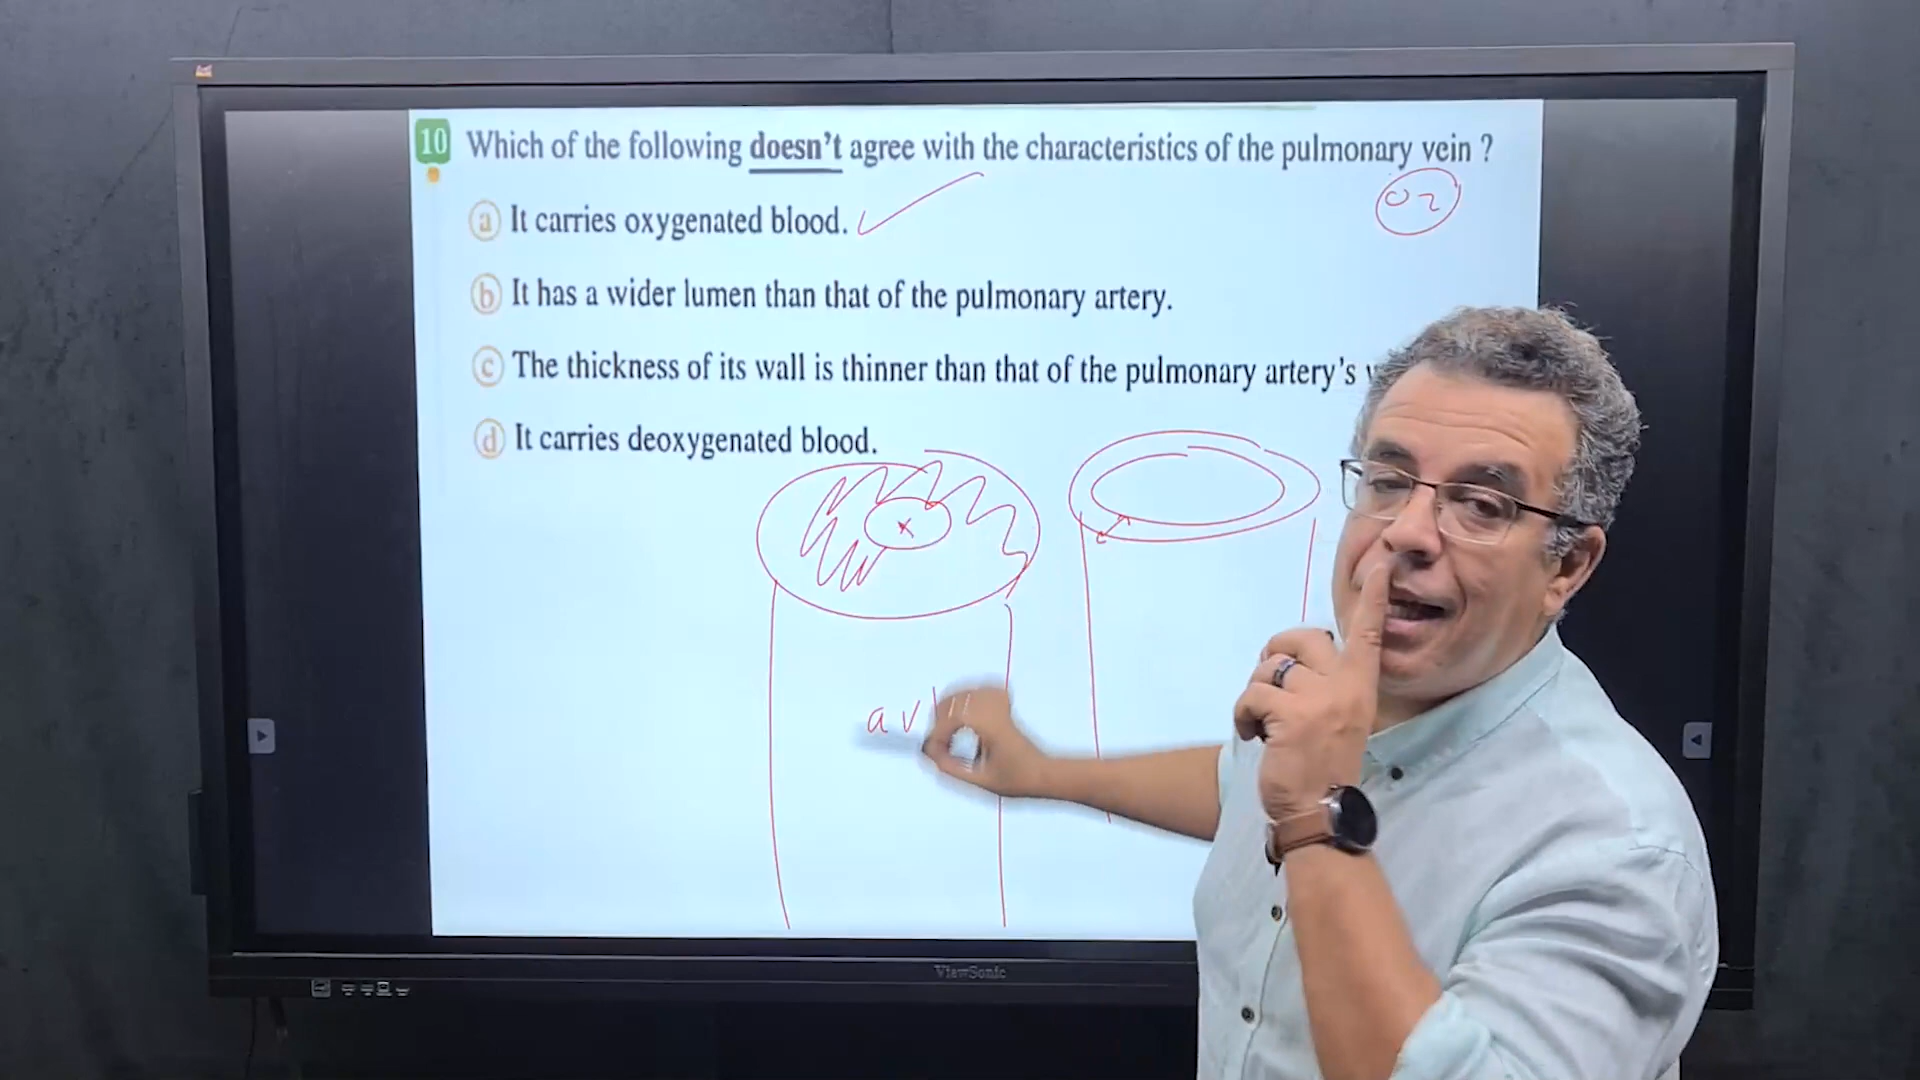 10 Which of the following doesn't agree with the characteristics of the pulmonary vein ?
O2
a It carries oxygenated blood.
b It has a wider lumen than that of the pulmonary artery.
c The thickness of its wall is thinner than that of the pulmonary artery's
d It carries deoxygenated blood.
ViewSonic